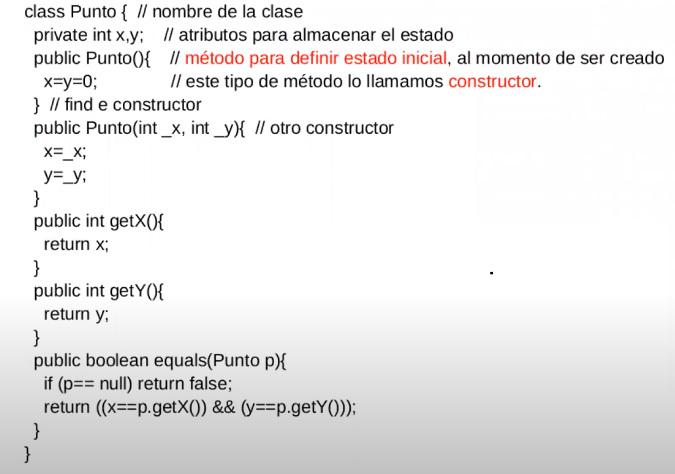 class Punto { // nombre de la clase
private int x,y; // atributos para almacenar el estado
public Punto(){ // método para definir estado inicial, al momento de ser creado
x=y=0; // este tipo de método lo llamamos constructor.
} // find e constructor
public Punto(int _x, int _y){ // otro constructor
x=_x;
y=_y;
}
public int getX(){
return x;
}
public int getY(){
return y;
}
public boolean equals(Punto p){
if (p== null) return false;
return ((x==p.getX()) && (y==p.getY()));
}
}